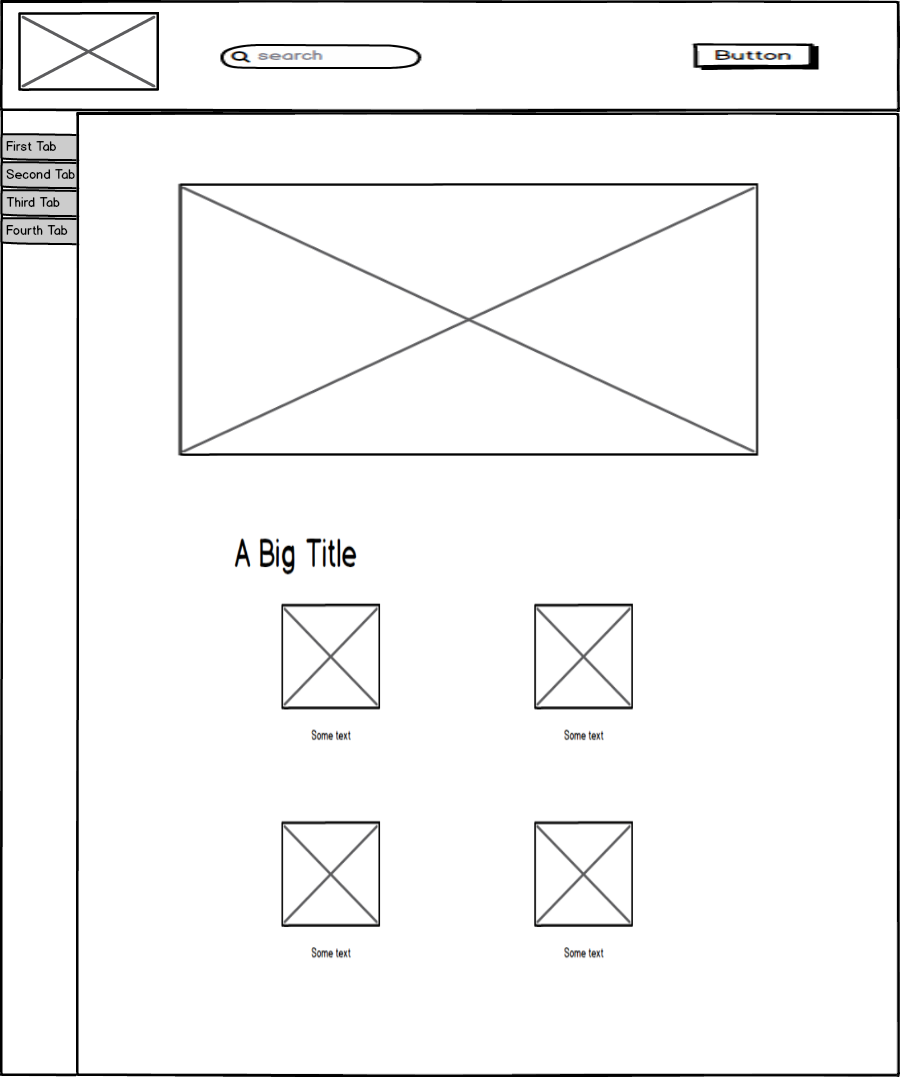 search
Button
First Tab
Second Tab
Third Tab
Fourth Tab
A Big Title
Some text
Some text
Some text
Some text